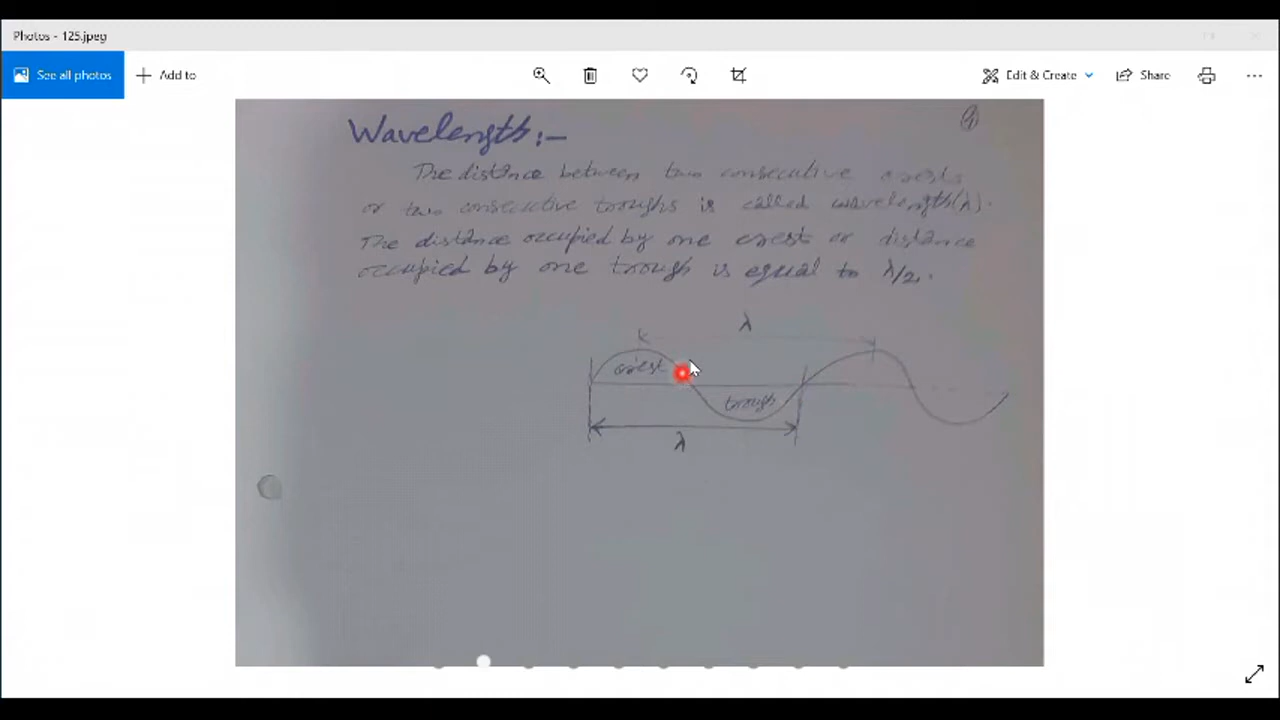 Photos - 125.jpeg
See all photos
Add to
Edit & Create
Share
Wavelength:-
The distance between two consecutive crests
or two consecutive troughs is called wavelength(λ).
The distance occupied by one crest or distance
occupied by one trough is equal to λ/2.
λ
crest
trough
λ